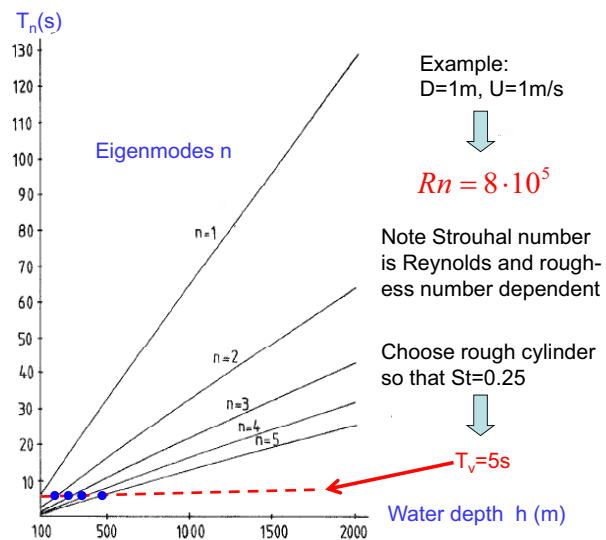 T_n(s)
130
120
110
100
90
80
70
60
50
40
30
20
10
100
500
1000
1500
2000
Water depth h (m)
Eigenmodes n
n=1
n=2
n=3
n=4
n=5
Example:
D=1m, U=1m/s
Rn = 8·10^5
Note Strouhal number
is Reynolds and rough-
ess number dependent
Choose rough cylinder
so that St=0.25
T_v=5s